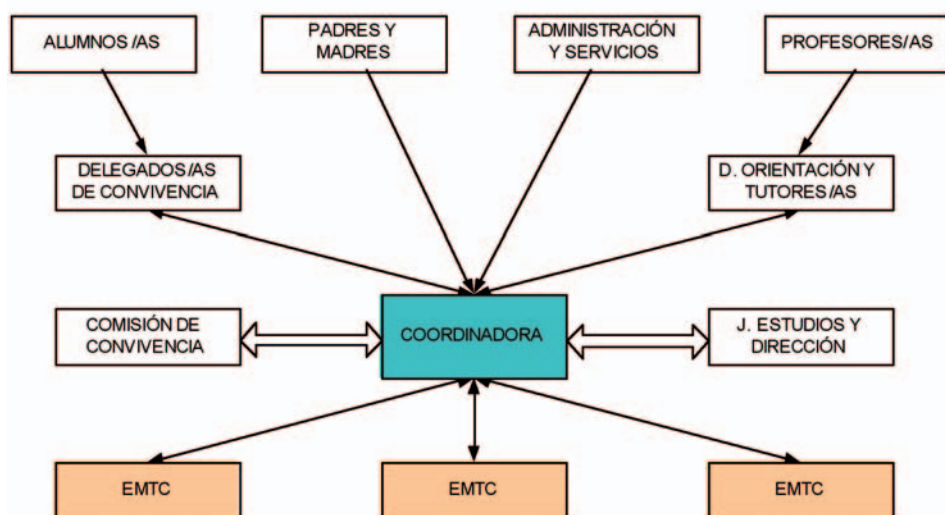 ALUMNOS /AS
PADRES Y
MADRES
ADMINISTRACIÓN
Y SERVICIOS
PROFESORES/AS
DELEGADOS/AS
DE CONVIVENCIA
D. ORIENTACIÓN Y
TUTORES/AS
COMISIÓN DE
CONVIVENCIA
COORDINADORA
J. ESTUDIOS Y
DIRECCIÓN
EMTC
EMTC
EMTC